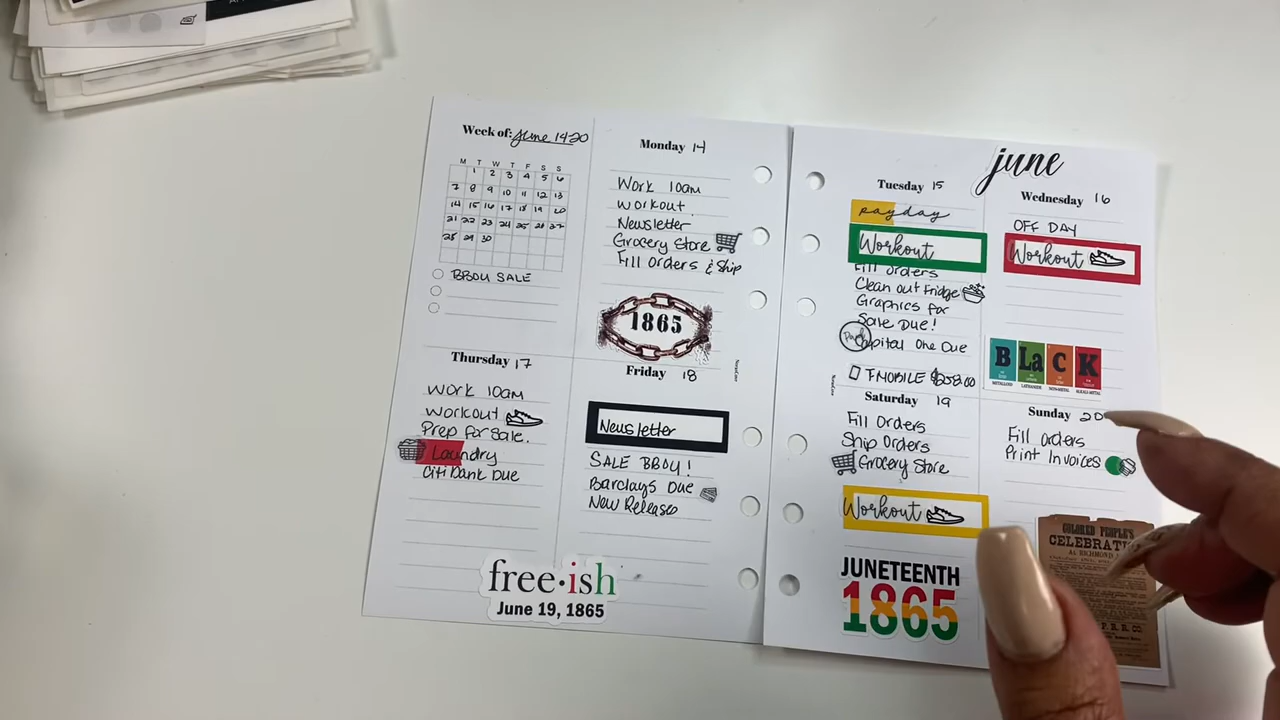 Week of: June 14-20
M T W T F S S
1 2 3 4 5 6
7 8 9 10 11 12 13
14 15 16 17 18 19 20
21 22 23 24 25 26 27
28 29 30
BBOU SALE
Monday 14
Work 10am
Workout
Newsletter
Grocery Store
Fill Orders & Ship
1865
Thursday 17
Work 10am
Workout
Prep for Sale.
Laundry
Citi Bank Due
free·ish
June 19, 1865
Friday 18
Newsletter
SALE BBOU!
Barclays Due
New Releases
june
Tuesday 15
payday
Workout
Fill Orders
Clean out Fridge
Graphics for
Sale Due!
Capital One Due
TMOBILE $258.00
Wednesday 16
OFF DAY
Workout
BLaCK
Saturday 19
Fill Orders
Ship Orders
Grocery Store
Workout
JUNETEENTH
1865
Sunday 20
Fill Orders
Print Invoices
COLORED PEOPLE'S